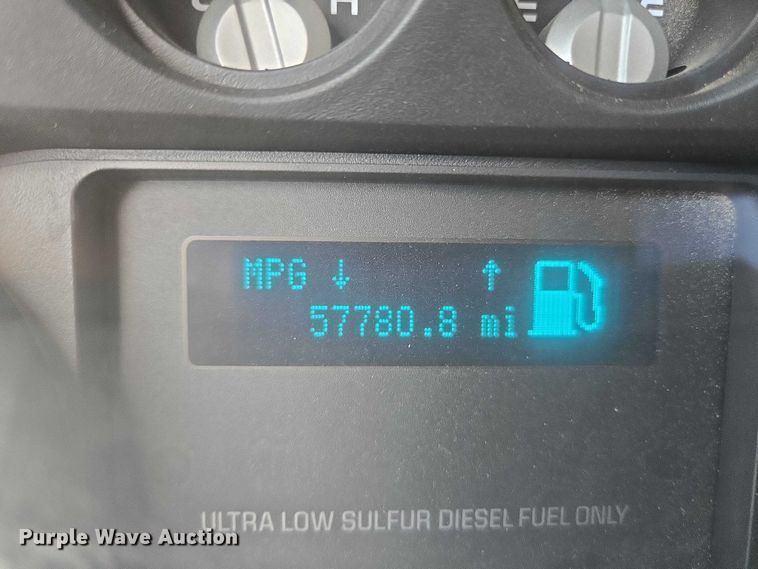 C H
E F
MPG ↓ ↑
57780.8 mi
ULTRA LOW SULFUR DIESEL FUEL ONLY
Purple Wave Auction